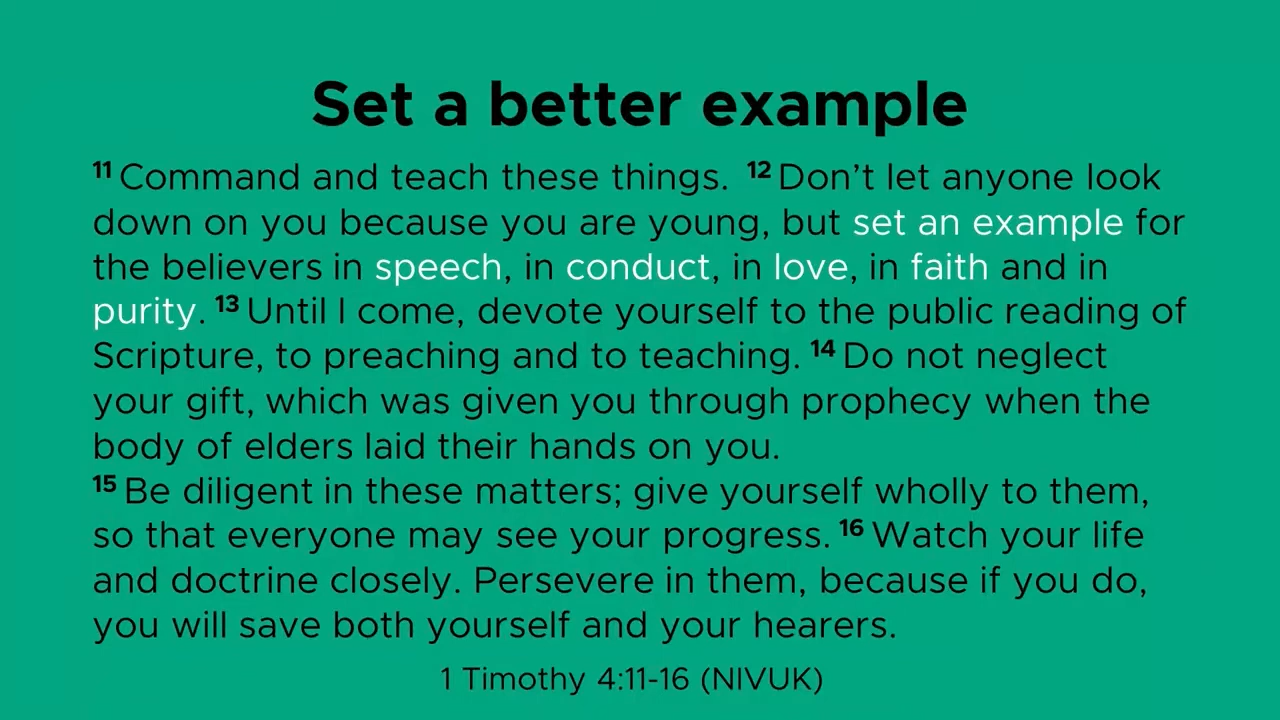 Set a better example
11 Command and teach these things. 12 Don’t let anyone look
down on you because you are young, but set an example for
the believers in speech, in conduct, in love, in faith and in
purity. 13 Until I come, devote yourself to the public reading of
Scripture, to preaching and to teaching. 14 Do not neglect
your gift, which was given you through prophecy when the
body of elders laid their hands on you.
15 Be diligent in these matters; give yourself wholly to them,
so that everyone may see your progress. 16 Watch your life
and doctrine closely. Persevere in them, because if you do,
you will save both yourself and your hearers.
1 Timothy 4:11-16 (NIVUK)